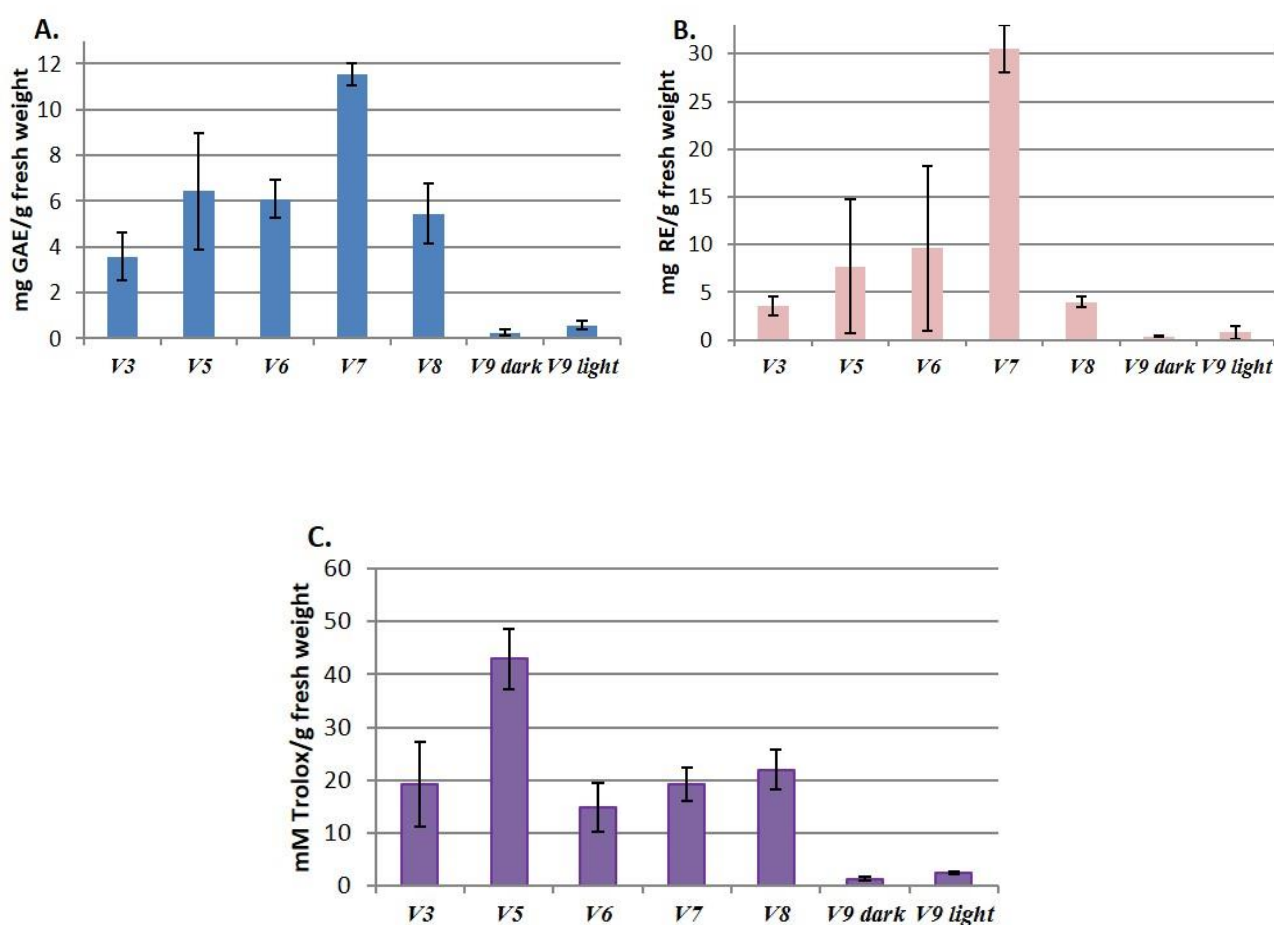 A.
mg GAE/g fresh weight
12
10
8
6
4
2
0
V3 V5 V6 V7 V8 V9 dark V9 light
B.
mg RE/g fresh weight
30
25
20
15
10
5
0
V3 V5 V6 V7 V8 V9 dark V9 light
C.
mM Trolox/g fresh weight
60
50
40
30
20
10
0
V3 V5 V6 V7 V8 V9 dark V9 light